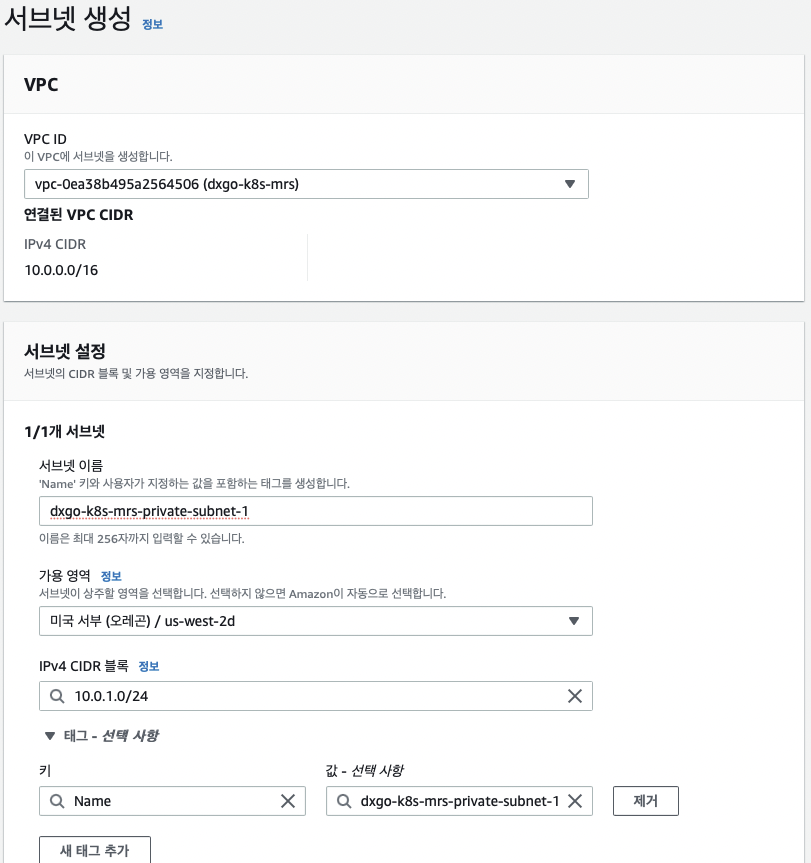 서브넷 생성 정보
VPC
VPC ID
이 VPC에 서브넷을 생성합니다.
vpc-0ea38b495a2564506 (dxgo-k8s-mrs)
연결된 VPC CIDR
IPv4 CIDR
10.0.0.0/16
서브넷 설정
서브넷의 CIDR 블록 및 가용 영역을 지정합니다.
1/1개 서브넷
서브넷 이름
'Name' 키와 사용자가 지정하는 값을 포함하는 태그를 생성합니다.
dxgo-k8s-mrs-private-subnet-1
이름은 최대 256자까지 입력할 수 있습니다.
가용 영역 정보
서브넷이 상주할 영역을 선택합니다. 선택하지 않으면 Amazon이 자동으로 선택합니다.
미국 서부 (오레곤) / us-west-2d
IPv4 CIDR 블록 정보
10.0.1.0/24
태그 - 선택 사항
키 값 - 선택 사항
Name dxgo-k8s-mrs-private-subnet-1 제거
새 태그 추가